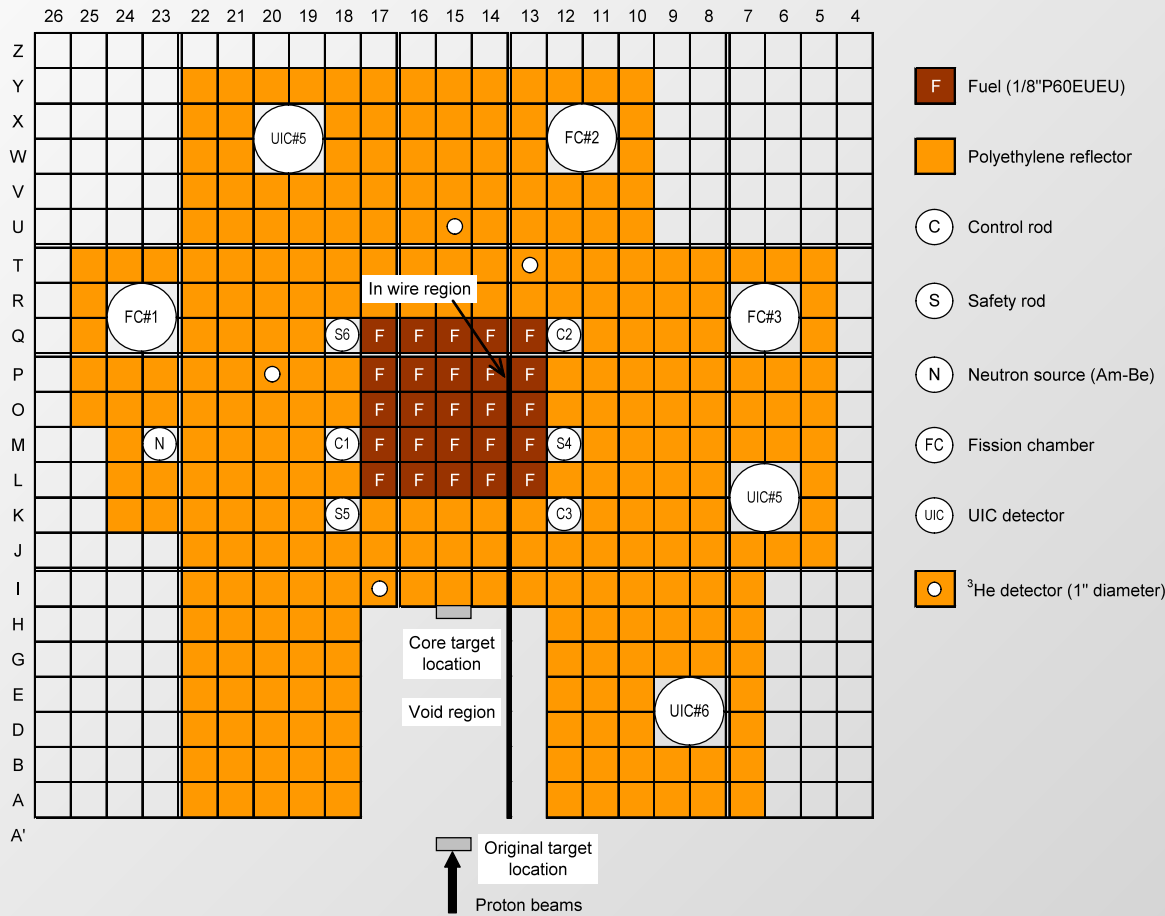 26 25 24 23 22 21 20 19 18 17 16 15 14 13 12 11 10 9 8 7 6 5 4
Z
Y
F Fuel (1/8"P60EUEU)
X
UIC#5 FC#2
W
Polyethylene reflector
V
U
C Control rod
T
In wire region
R
S Safety rod
FC#1 FC#3
Q S6 F F F F F C2
P F F F F F
N Neutron source (Am-Be)
O F F F F F
M N C1 F F F F F S4
FC Fission chamber
L F F F F F
UIC#5
K S5 C3
UIC UIC detector
J
I
³He detector (1" diameter)
H
Core target
location
G
E
Void region
UIC#6
D
B
A
A'
Original target
location
Proton beams